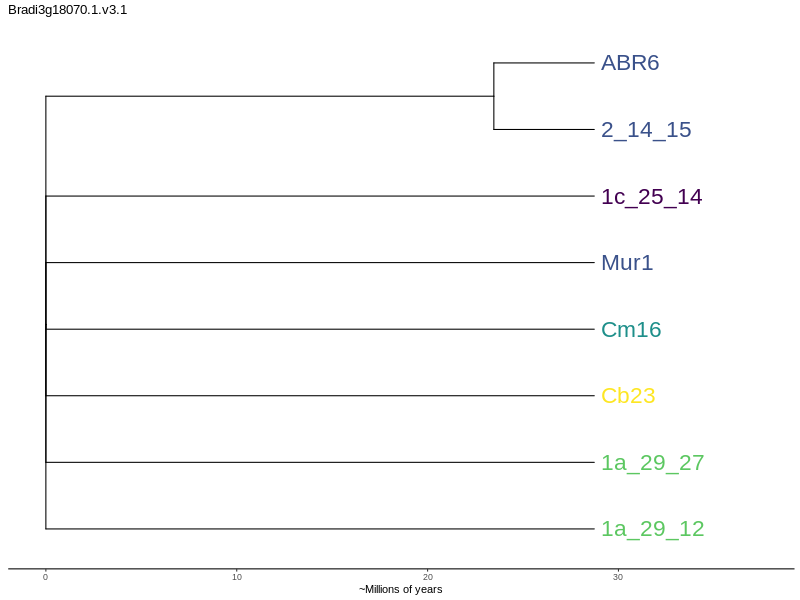 Bradi3g18070.1.v3.1
ABR6
2_14_15
1c_25_14
Mur1
Cm16
Cb23
1a_29_27
1a_29_12
0 10 20 30
~Millions of years